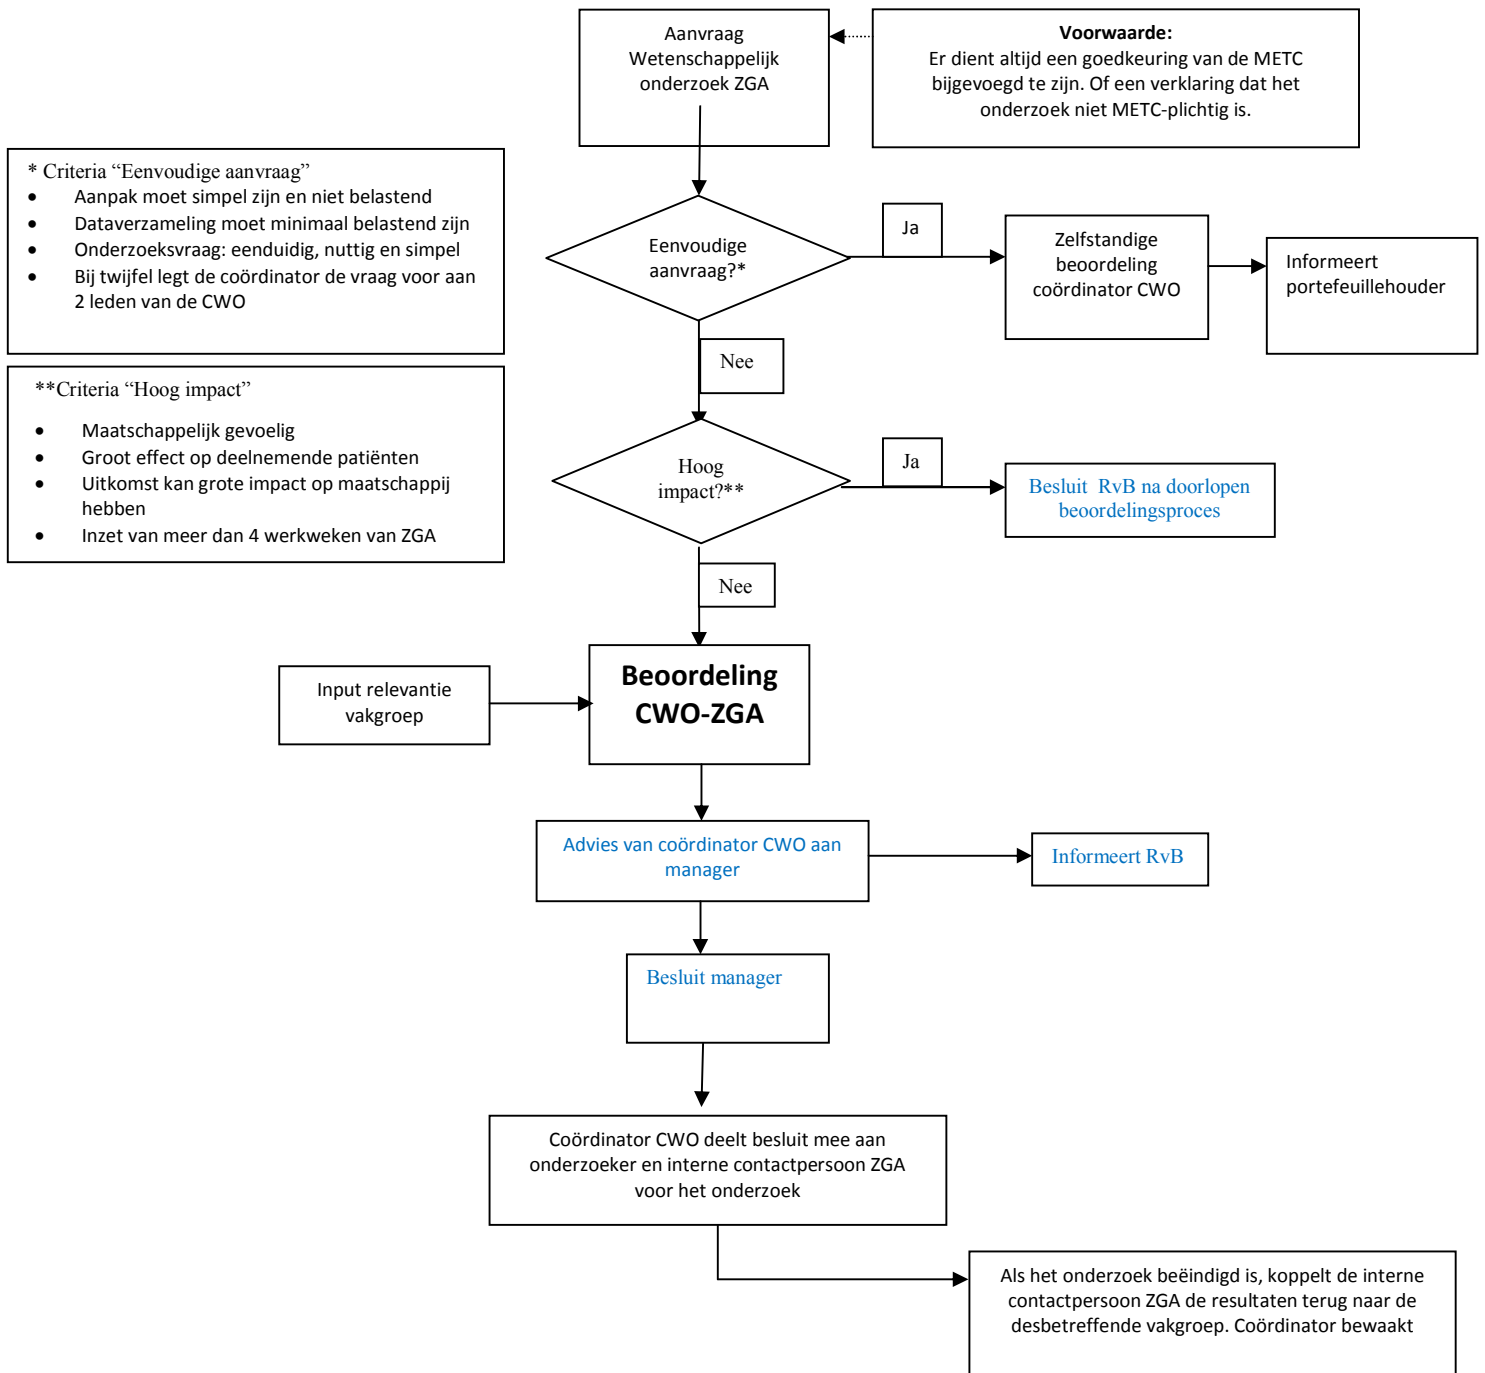 Aanvraag
Wetenschappelijk
onderzoek ZGA
Voorwaarde:
Er dient altijd een goedkeuring van de METC
bijgevoegd te zijn. Of een verklaring dat het
onderzoek niet METC-plichtig is.
* Criteria “Eenvoudige aanvraag”
• Aanpak moet simpel zijn en niet belastend
• Dataverzameling moet minimaal belastend zijn
• Onderzoeksvraag: eenduidig, nuttig en simpel
• Bij twijfel legt de coördinator de vraag voor aan
2 leden van de CWO
Eenvoudige
aanvraag?*
Ja
Zelfstandige
beoordeling
coördinator CWO
Informeert
portefeuillehouder
Nee
**Criteria “Hoog impact”
• Maatschappelijk gevoelig
• Groot effect op deelnemende patiënten
• Uitkomst kan grote impact op maatschappij
hebben
• Inzet van meer dan 4 werkweken van ZGA
Hoog
impact?**
Ja
Besluit RvB na doorlopen
beoordelingsproces
Nee
Input relevantie
vakgroep
Beoordeling
CWO-ZGA
Advies van coördinator CWO aan
manager
Informeert RvB
Besluit manager
Coördinator CWO deelt besluit mee aan
onderzoeker en interne contactpersoon ZGA
voor het onderzoek
Als het onderzoek beëindigd is, koppelt de interne
contactpersoon ZGA de resultaten terug naar de
desbetreffende vakgroep. Coördinator bewaakt